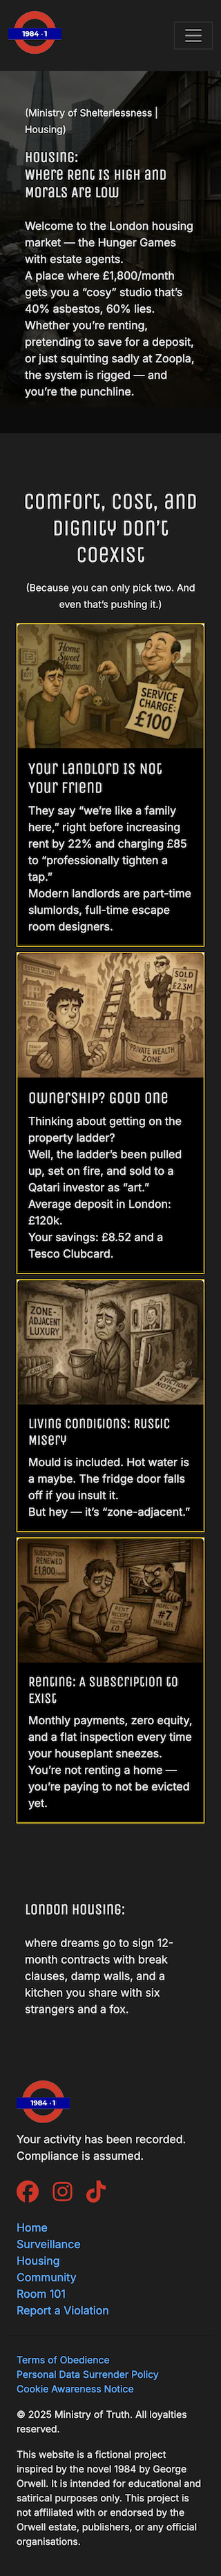 1984 · 1
(Ministry of Shelterlessness |
Housing)
Housing:
Where Rent Is High and
Morals Are Low
Welcome to the London housing
market — the Hunger Games
with estate agents.
A place where £1,800/month
gets you a “cosy” studio that’s
40% asbestos, 60% lies.
Whether you’re renting,
pretending to save for a deposit,
or just squinting sadly at Zoopla,
the system is rigged — and
you’re the punchline.
Comfort, Cost, and
Dignity Don’t
Coexist
(Because you can only pick two. And
even that’s pushing it.)
Home
Sweet
Home
SERVICE
CHARGE:
£100
Your Landlord Is Not
Your Friend
They say “we’re like a family
here,” right before increasing
rent by 22% and charging £85
to “professionally tighten a
tap.”
Modern landlords are part-time
slumlords, full-time escape
room designers.
ESTATE AGENT
SOLD
FOR
£2.3M
PRIVATE WEALTH
ZONE
Ownership? Good One
Thinking about getting on the
property ladder?
Well, the ladder’s been pulled
up, set on fire, and sold to a
Qatari investor as “art.”
Average deposit in London:
£120k.
Your savings: £8.52 and a
Tesco Clubcard.
ZONE-
ADJACENT
LUXURY
EVICTION
NOTICE
Living Conditions: Rustic
Misery
Mould is included. Hot water is
a maybe. The fridge door falls
off if you insult it.
But hey — it’s “zone-adjacent.”
SUBSCRIPTION
RENEWED
£1,800
RENT
RECEIPT
£0
INSPECTION
#7
THIS WEEK
Renting: A Subscription to
Exist
Monthly payments, zero equity,
and a flat inspection every time
your houseplant sneezes.
You’re not renting a home —
you’re paying to not be evicted
yet.
London Housing:
where dreams go to sign 12-
month contracts with break
clauses, damp walls, and a
kitchen you share with six
strangers and a fox.
1984 · 1
Your activity has been recorded.
Compliance is assumed.
Home
Surveillance
Housing
Community
Room 101
Report a Violation
Terms of Obedience
Personal Data Surrender Policy
Cookie Awareness Notice
© 2025 Ministry of Truth. All loyalties
reserved.
This website is a fictional project
inspired by the novel 1984 by George
Orwell. It is intended for educational and
satirical purposes only. This project is
not affiliated with or endorsed by the
Orwell estate, publishers, or any official
organisations.